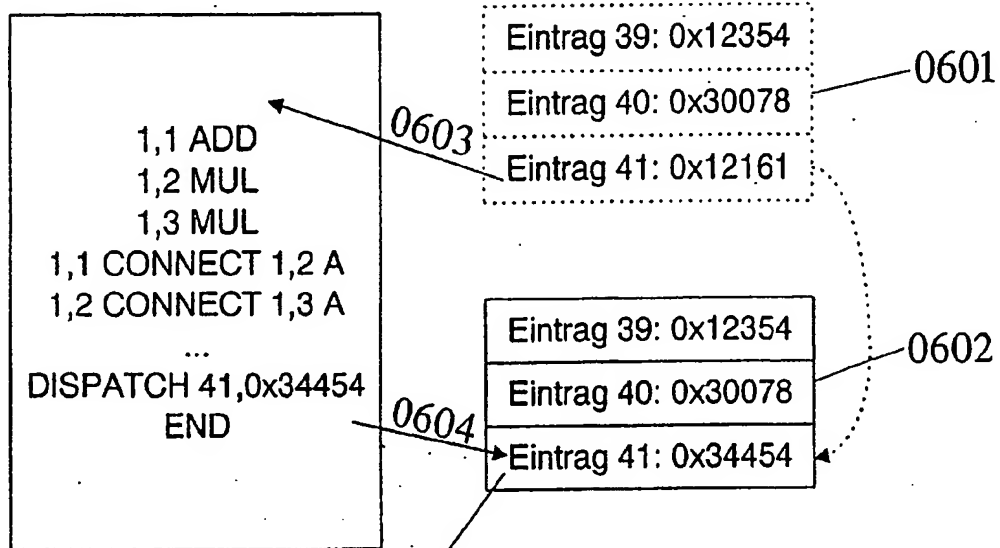 1,1 ADD
1,2 MUL
1,3 MUL
1,1 CONNECT 1,2 A
1,2 CONNECT 1,3 A
...
DISPATCH 41,0x34454
END
0603
0604
Eintrag 39: 0x12354
Eintrag 40: 0x30078
Eintrag 41: 0x12161
0601
Eintrag 39: 0x12354
Eintrag 40: 0x30078
Eintrag 41: 0x34454
0602